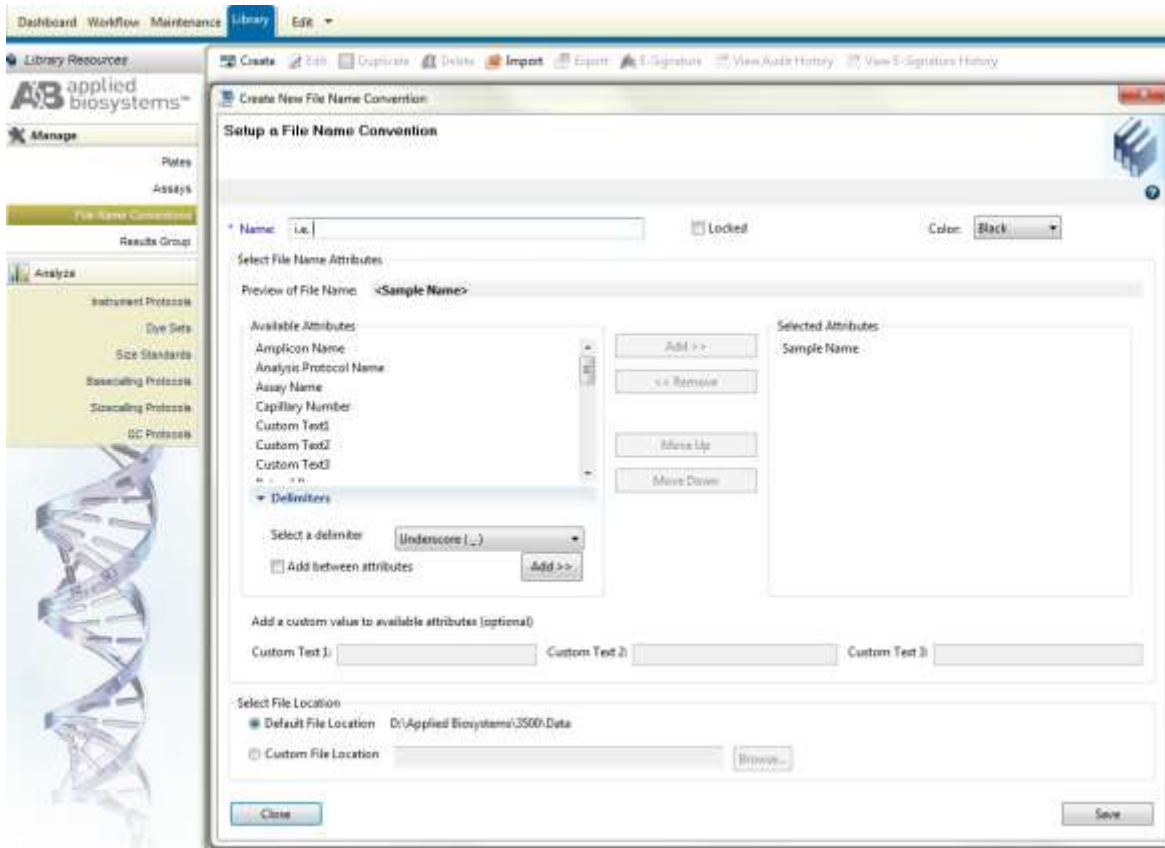 Dashboard Workflow Maintenance Library Edit
Library Resources
Create Edit Duplicate Delete Import Export E-Signature View Audit History View E-Signature History
AB applied biosystems™
Create New File Name Convention
Manage
Setup a File Name Convention
Plates
Assays
File Name Conventions
Results Group
* Name: i.e.
Locked
Color: Black
Select File Name Attributes
Analyze
Preview of File Name: <Sample Name>
Instrument Protocols
Dye Sets
Size Standards
Basecalling Protocols
Sizecalling Protocols
QC Protocols
Available Attributes
Amplicon Name
Analysis Protocol Name
Assay Name
Capillary Number
Custom Text1
Custom Text2
Custom Text3
Add >>
<< Remove
Move Up
Move Down
Selected Attributes
Sample Name
Delimiters
Select a delimiter Underscore ( _ )
Add between attributes Add >>
Add a custom value to available attributes (optional)
Custom Text 1: Custom Text 2: Custom Text 3:
Select File Location
Default File Location D:\Applied Biosystems\3500\Data
Custom File Location Browse...
Close Save